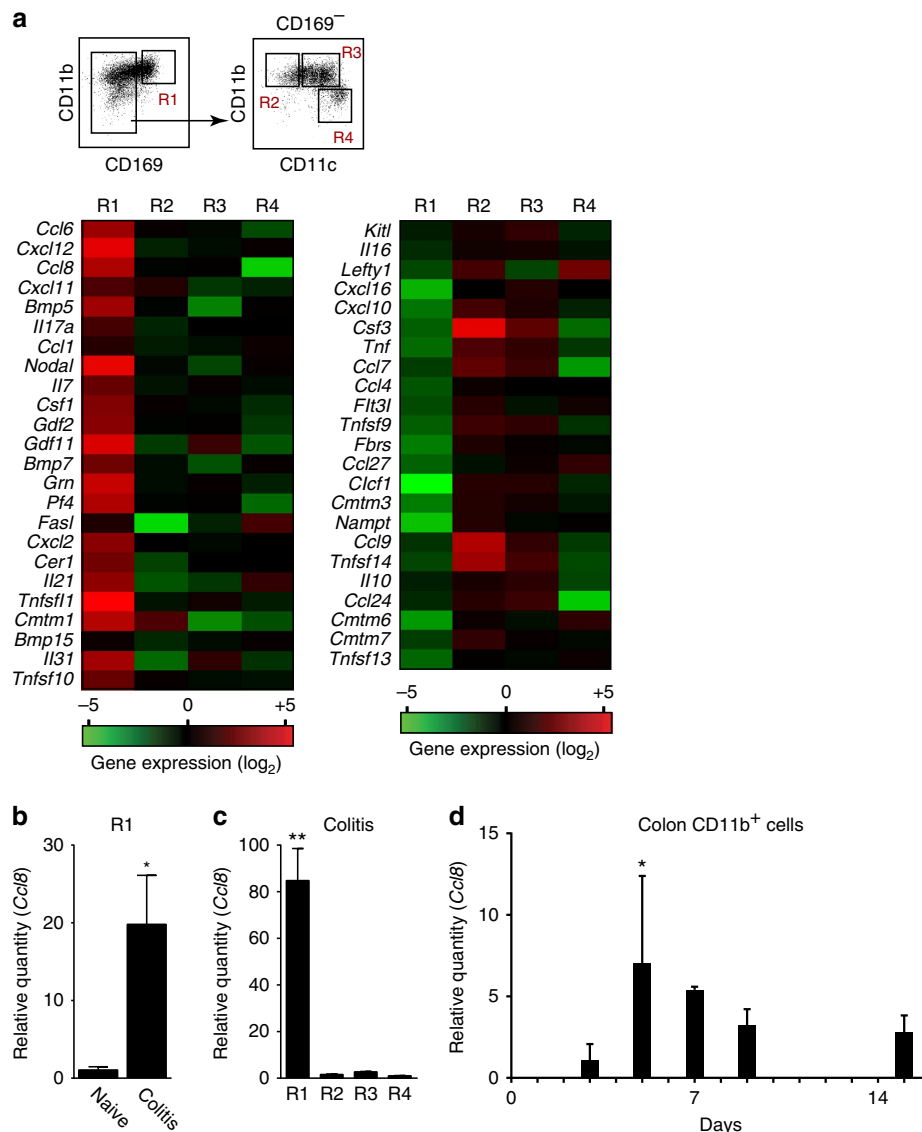 a
CD169–
CD11b
R1
CD169
CD11b
R3
R2
R4
CD11c
R1 R2 R3 R4
Ccl6
Cxcl12
Ccl8
Cxcl11
Bmp5
Il17a
Ccl1
Nodal
Il7
Csf1
Gdf2
Gdf11
Bmp7
Grn
Pf4
Fasl
Cxcl2
Cer1
Il21
Tnfsfl1
Cmtm1
Bmp15
Il31
Tnfsf10
–5 0 +5
Gene expression (log2)
R1 R2 R3 R4
Kitl
Il16
Lefty1
Cxcl16
Cxcl10
Csf3
Tnf
Ccl7
Ccl4
Flt3l
Tnfsf9
Fbrs
Ccl27
Clcf1
Cmtm3
Nampt
Ccl9
Tnfsf14
Il10
Ccl24
Cmtm6
Cmtm7
Tnfsf13
–5 0 +5
Gene expression (log2)
b
R1
Relative quantity (Ccl8)
30
20
10
0
*
Naive Colitis
c
Colitis
Relative quantity (Ccl8)
100
80
60
40
20
0
**
R1 R2 R3 R4
d
Colon CD11b+ cells
Relative quantity (Ccl8)
15
10
5
0
*
0 7 14
Days